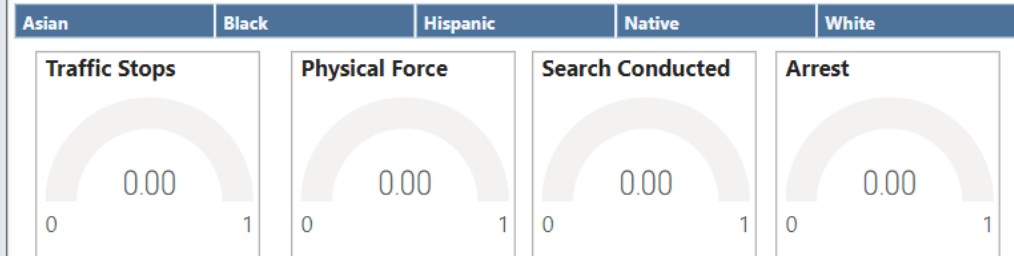 Asian Black Hispanic Native White
Traffic Stops Physical Force Search Conducted Arrest
0.00 0.00 0.00 0.00
0 1 0 1 0 1 0 1